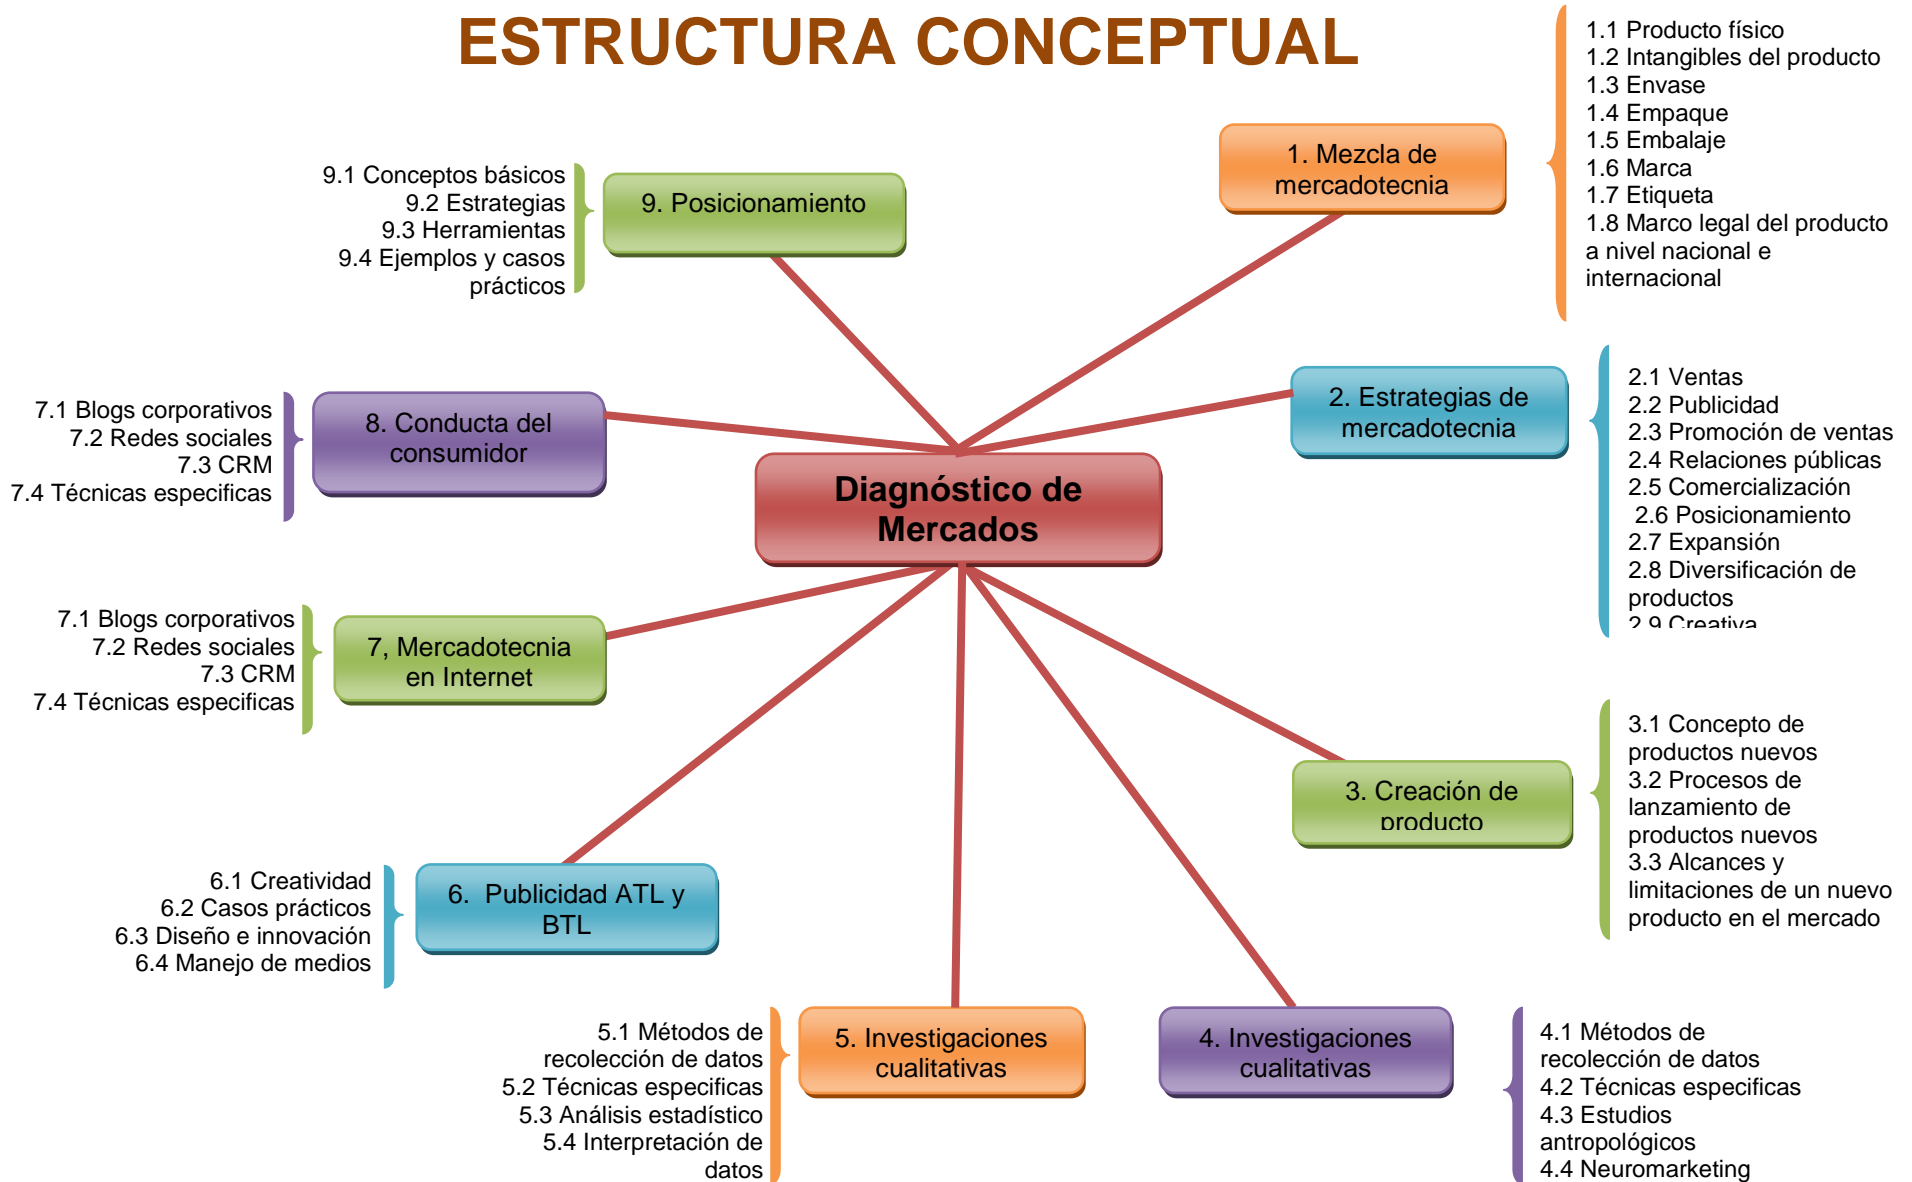 ESTRUCTURA CONCEPTUAL
1. Mezcla de
mercadotecnia
1.1 Producto físico
1.2 Intangibles del producto
1.3 Envase
1.4 Empaque
1.5 Embalaje
1.6 Marca
1.7 Etiqueta
1.8 Marco legal del producto
a nivel nacional e
internacional
9.1 Conceptos básicos
9.2 Estrategias
9.3 Herramientas
9.4 Ejemplos y casos
prácticos
9. Posicionamiento
2. Estrategias de
mercadotecnia
2.1 Ventas
2.2 Publicidad
2.3 Promoción de ventas
2.4 Relaciones públicas
2.5 Comercialización
2.6 Posicionamiento
2.7 Expansión
2.8 Diversificación de
productos
2.9 Creativa
7.1 Blogs corporativos
7.2 Redes sociales
7.3 CRM
7.4 Técnicas especificas
8. Conducta del
consumidor
Diagnóstico de
Mercados
7.1 Blogs corporativos
7.2 Redes sociales
7.3 CRM
7.4 Técnicas especificas
7, Mercadotecnia
en Internet
3. Creación de
producto
3.1 Concepto de
productos nuevos
3.2 Procesos de
lanzamiento de
productos nuevos
3.3 Alcances y
limitaciones de un nuevo
producto en el mercado
6.1 Creatividad
6.2 Casos prácticos
6.3 Diseño e innovación
6.4 Manejo de medios
6. Publicidad ATL y
BTL
5.1 Métodos de
recolección de datos
5.2 Técnicas especificas
5.3 Análisis estadístico
5.4 Interpretación de
datos
5. Investigaciones
cualitativas
4. Investigaciones
cualitativas
4.1 Métodos de
recolección de datos
4.2 Técnicas especificas
4.3 Estudios
antropológicos
4.4 Neuromarketing